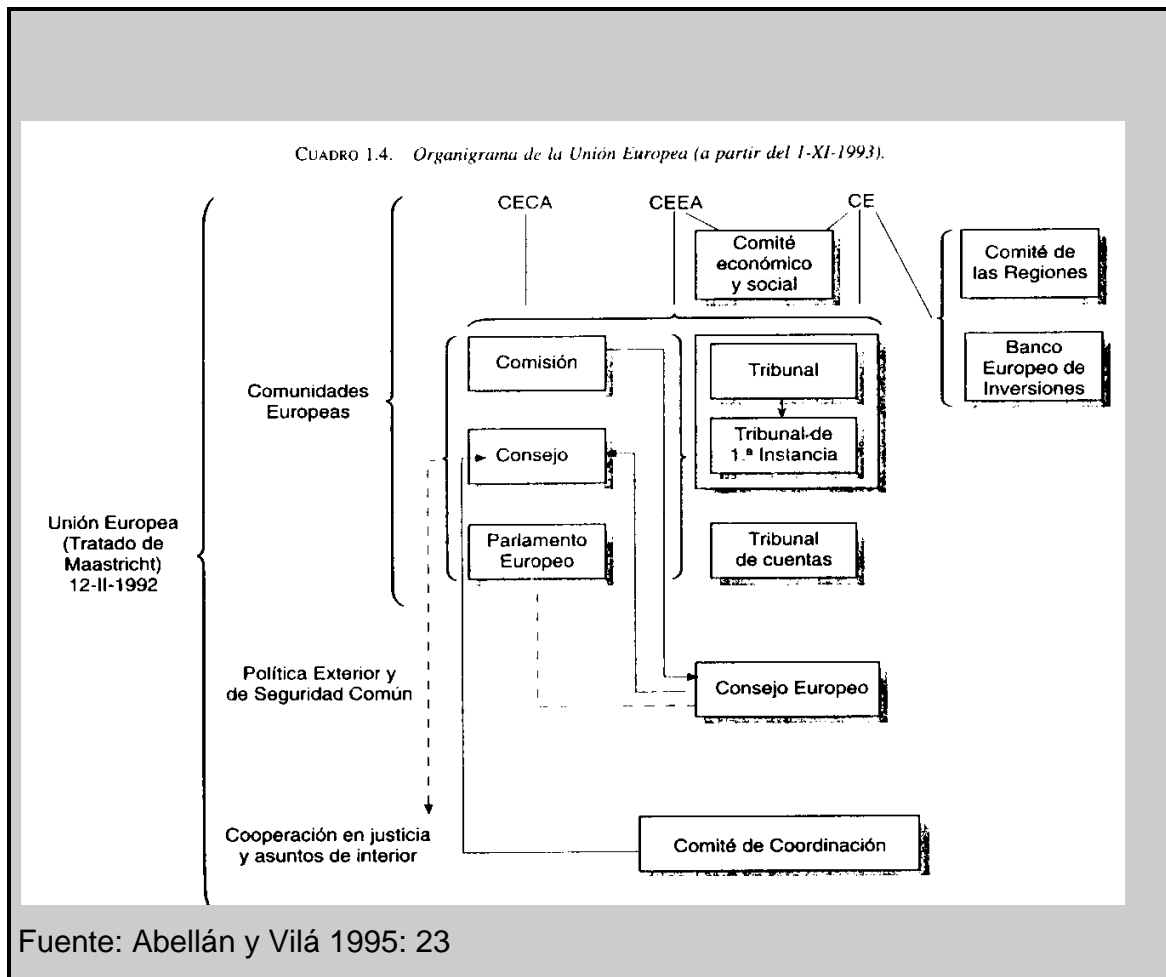 CUADRO 1.4. Organigrama de la Unión Europea (a partir del 1-XI-1993).
CECA
CEEA
CE
Comité
económico
y social
Comité de
las Regiones
Comisión
Tribunal
Banco
Europeo de
Inversiones
Comunidades
Europeas
Consejo
Tribunal de
1.ª Instancia
Unión Europea
(Tratado de
Maastricht)
12-II-1992
Parlamento
Europeo
Tribunal
de cuentas
Política Exterior y
de Seguridad Común
Consejo Europeo
Cooperación en justicia
y asuntos de interior
Comité de Coordinación
Fuente: Abellán y Vilá 1995: 23